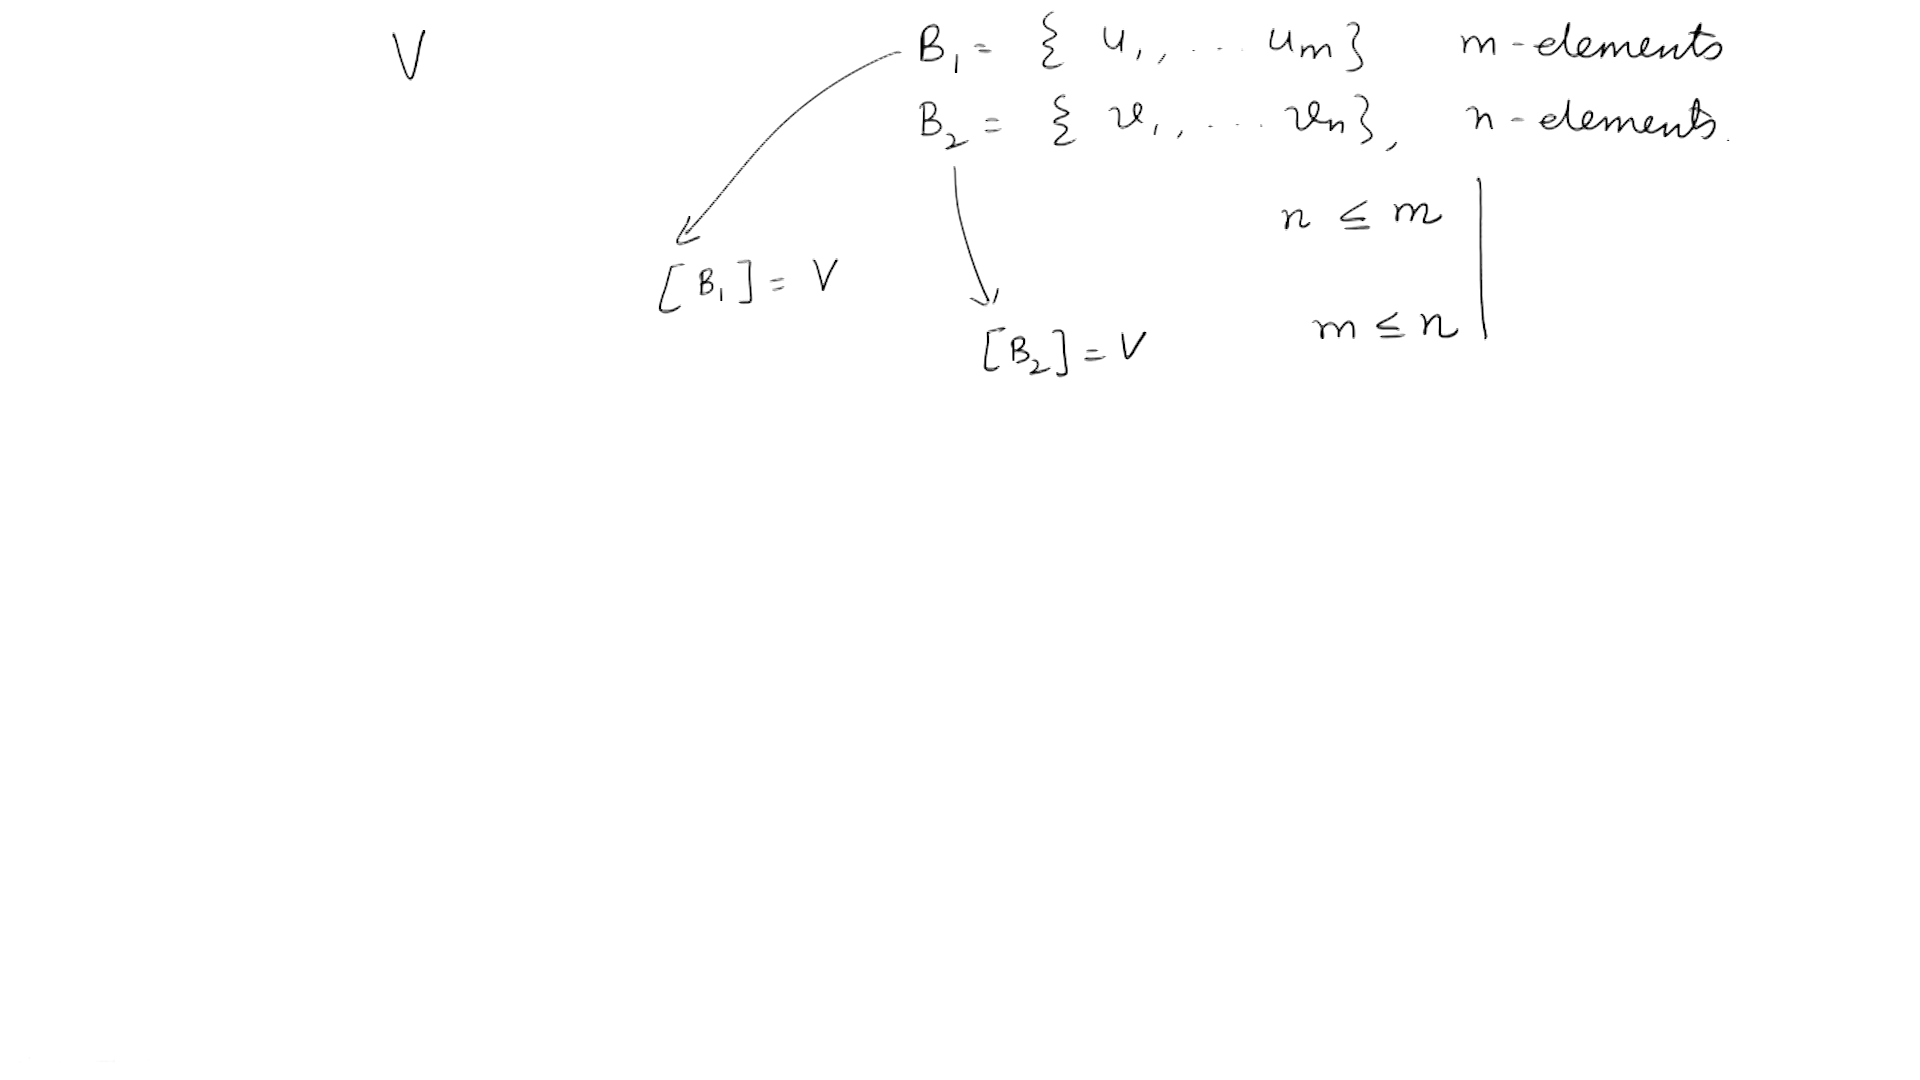 V B₁ = { u₁, ... uₘ} m-elements
B₂ = { v₁, ... vₙ}, n-elements.
n ≤ m
[B₁] = V
m ≤ n
[B₂] = V